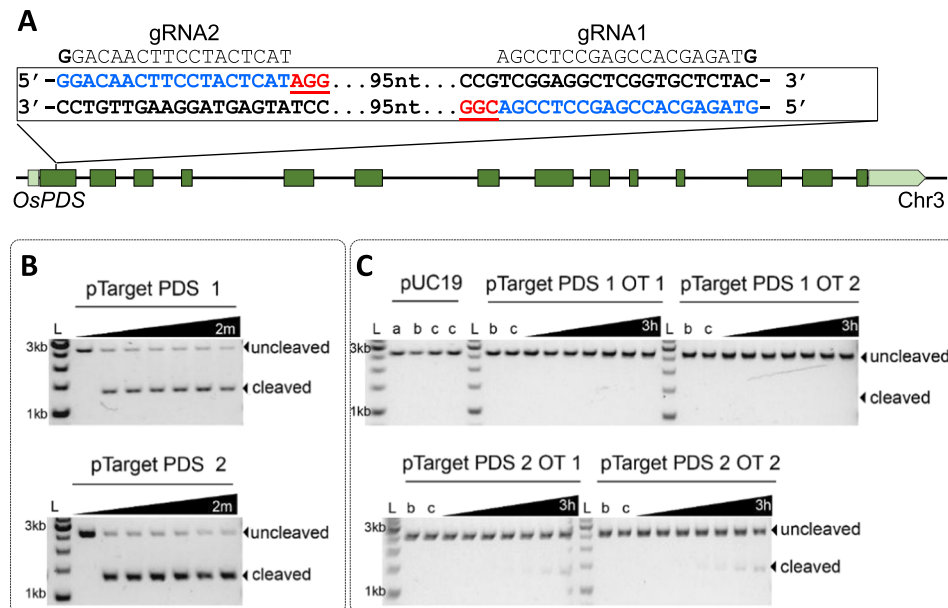 A
gRNA2 gRNA1
GGACAACTTCCTACTCAT AGCCTCCGAGCCACGAGATG
5’ -GGACAACTTCCTACTCATAGG...95nt...CCGTCGGAGGCTCGGTGCTCTAC- 3’
3’ -CCTGTTGAAGGATGAGTATCC...95nt...GGCAGCCTCCGAGCCACGAGATG- 5’
OsPDS Chr3
B
pTarget PDS 1
L 2m
3kb uncleaved
cleaved
1kb
pTarget PDS 2
L 2m
3kb uncleaved
cleaved
1kb
C
pUC19 pTarget PDS 1 OT 1 pTarget PDS 1 OT 2
L a b c c L b c 3h L b c 3h
3kb uncleaved
cleaved
1kb
pTarget PDS 2 OT 1 pTarget PDS 2 OT 2
L b c 3h L b c 3h
3kb uncleaved
cleaved
1kb